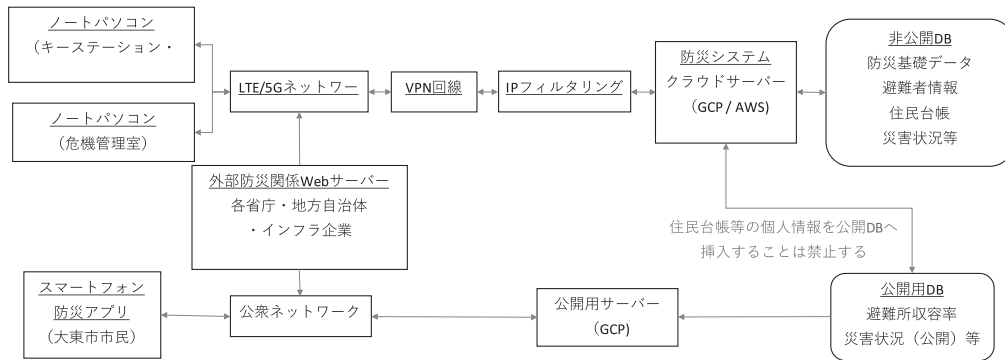 ノートパソコン
(キーステーション・
ノートパソコン
(危機管理室)
LTE/5Gネットワー
VPN回線
IPフィルタリング
防災システム
クラウドサーバー
(GCP / AWS)
非公開DB
防災基礎データ
避難者情報
住民台帳
災害状況等
外部防災関係Webサーバー
各省庁・地方自治体
・インフラ企業
住民台帳等の個人情報を公開DBへ
挿入することは禁止する
スマートフォン
防災アプリ
(大東市市民)
公衆ネットワーク
公開用サーバー
(GCP)
公開用DB
避難所収容率
災害状況(公開)等